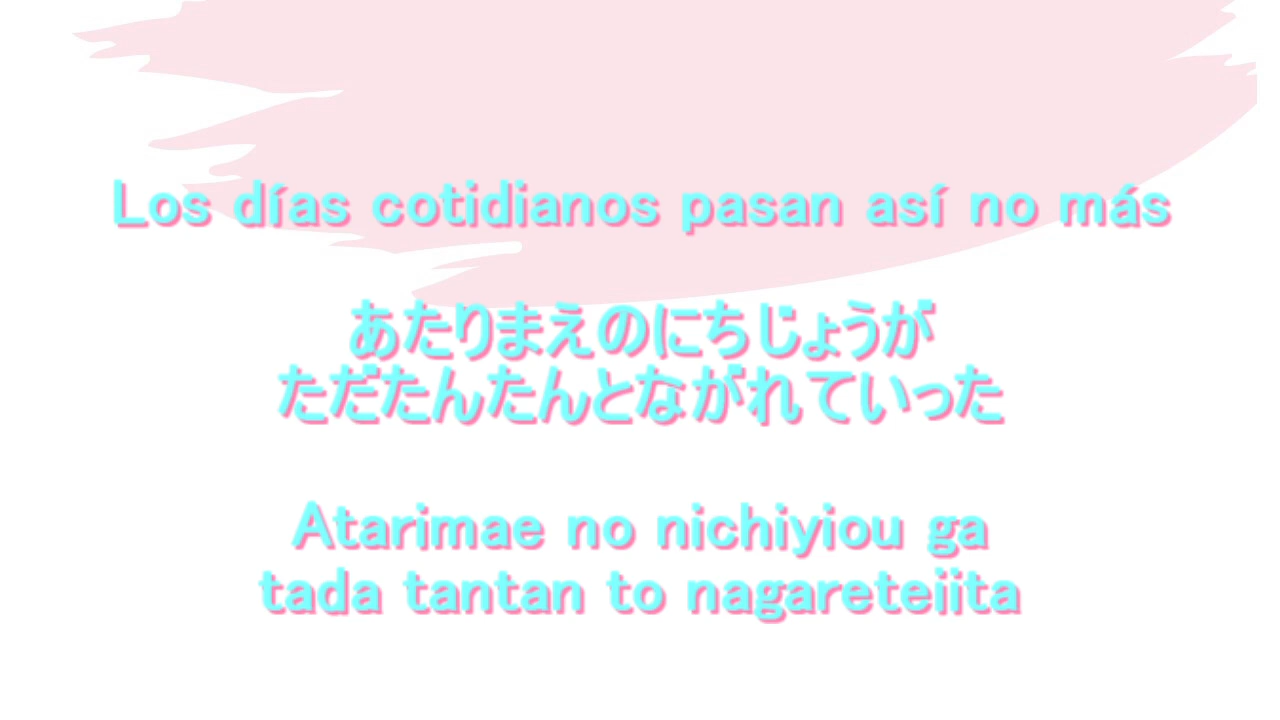 Los días cotidianos pasan así no más
あたりまえのにちじょうが
ただたんたんとながれていった
Atarimae no nichiyiou ga
tada tantan to nagareteiita